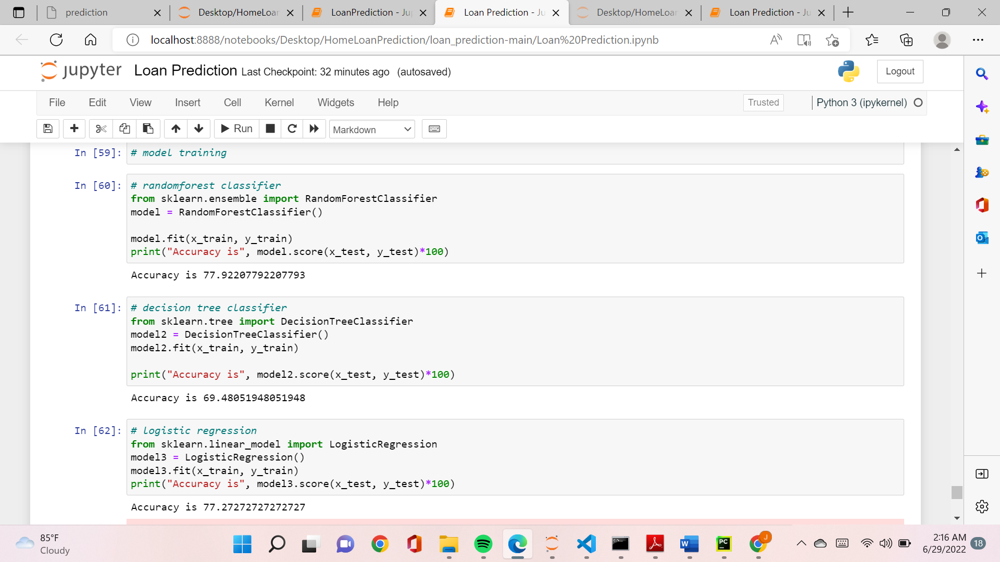 prediction
Desktop/HomeLoan
LoanPrediction - Ju
Loan Prediction - Ju
Desktop/HomeLoan
Loan Prediction - Ju
localhost:8888/notebooks/Desktop/HomeLoanPrediction/loan_prediction-main/Loan%20Prediction.ipynb
jupyter Loan Prediction Last Checkpoint: 32 minutes ago (autosaved)
Logout
File Edit View Insert Cell Kernel Widgets Help
Trusted
Python 3 (ipykernel)
Run
Markdown
In [59]: # model training
In [60]: # randomforest classifier
from sklearn.ensemble import RandomForestClassifier
model = RandomForestClassifier()
model.fit(x_train, y_train)
print("Accuracy is", model.score(x_test, y_test)*100)
Accuracy is 77.92207792207793
In [61]: # decision tree classifier
from sklearn.tree import DecisionTreeClassifier
model2 = DecisionTreeClassifier()
model2.fit(x_train, y_train)
print("Accuracy is", model2.score(x_test, y_test)*100)
Accuracy is 69.48051948051948
In [62]: # logistic regression
from sklearn.linear_model import LogisticRegression
model3 = LogisticRegression()
model3.fit(x_train, y_train)
print("Accuracy is", model3.score(x_test, y_test)*100)
Accuracy is 77.27272727272727
85°F
Cloudy
2:16 AM
6/29/2022
18